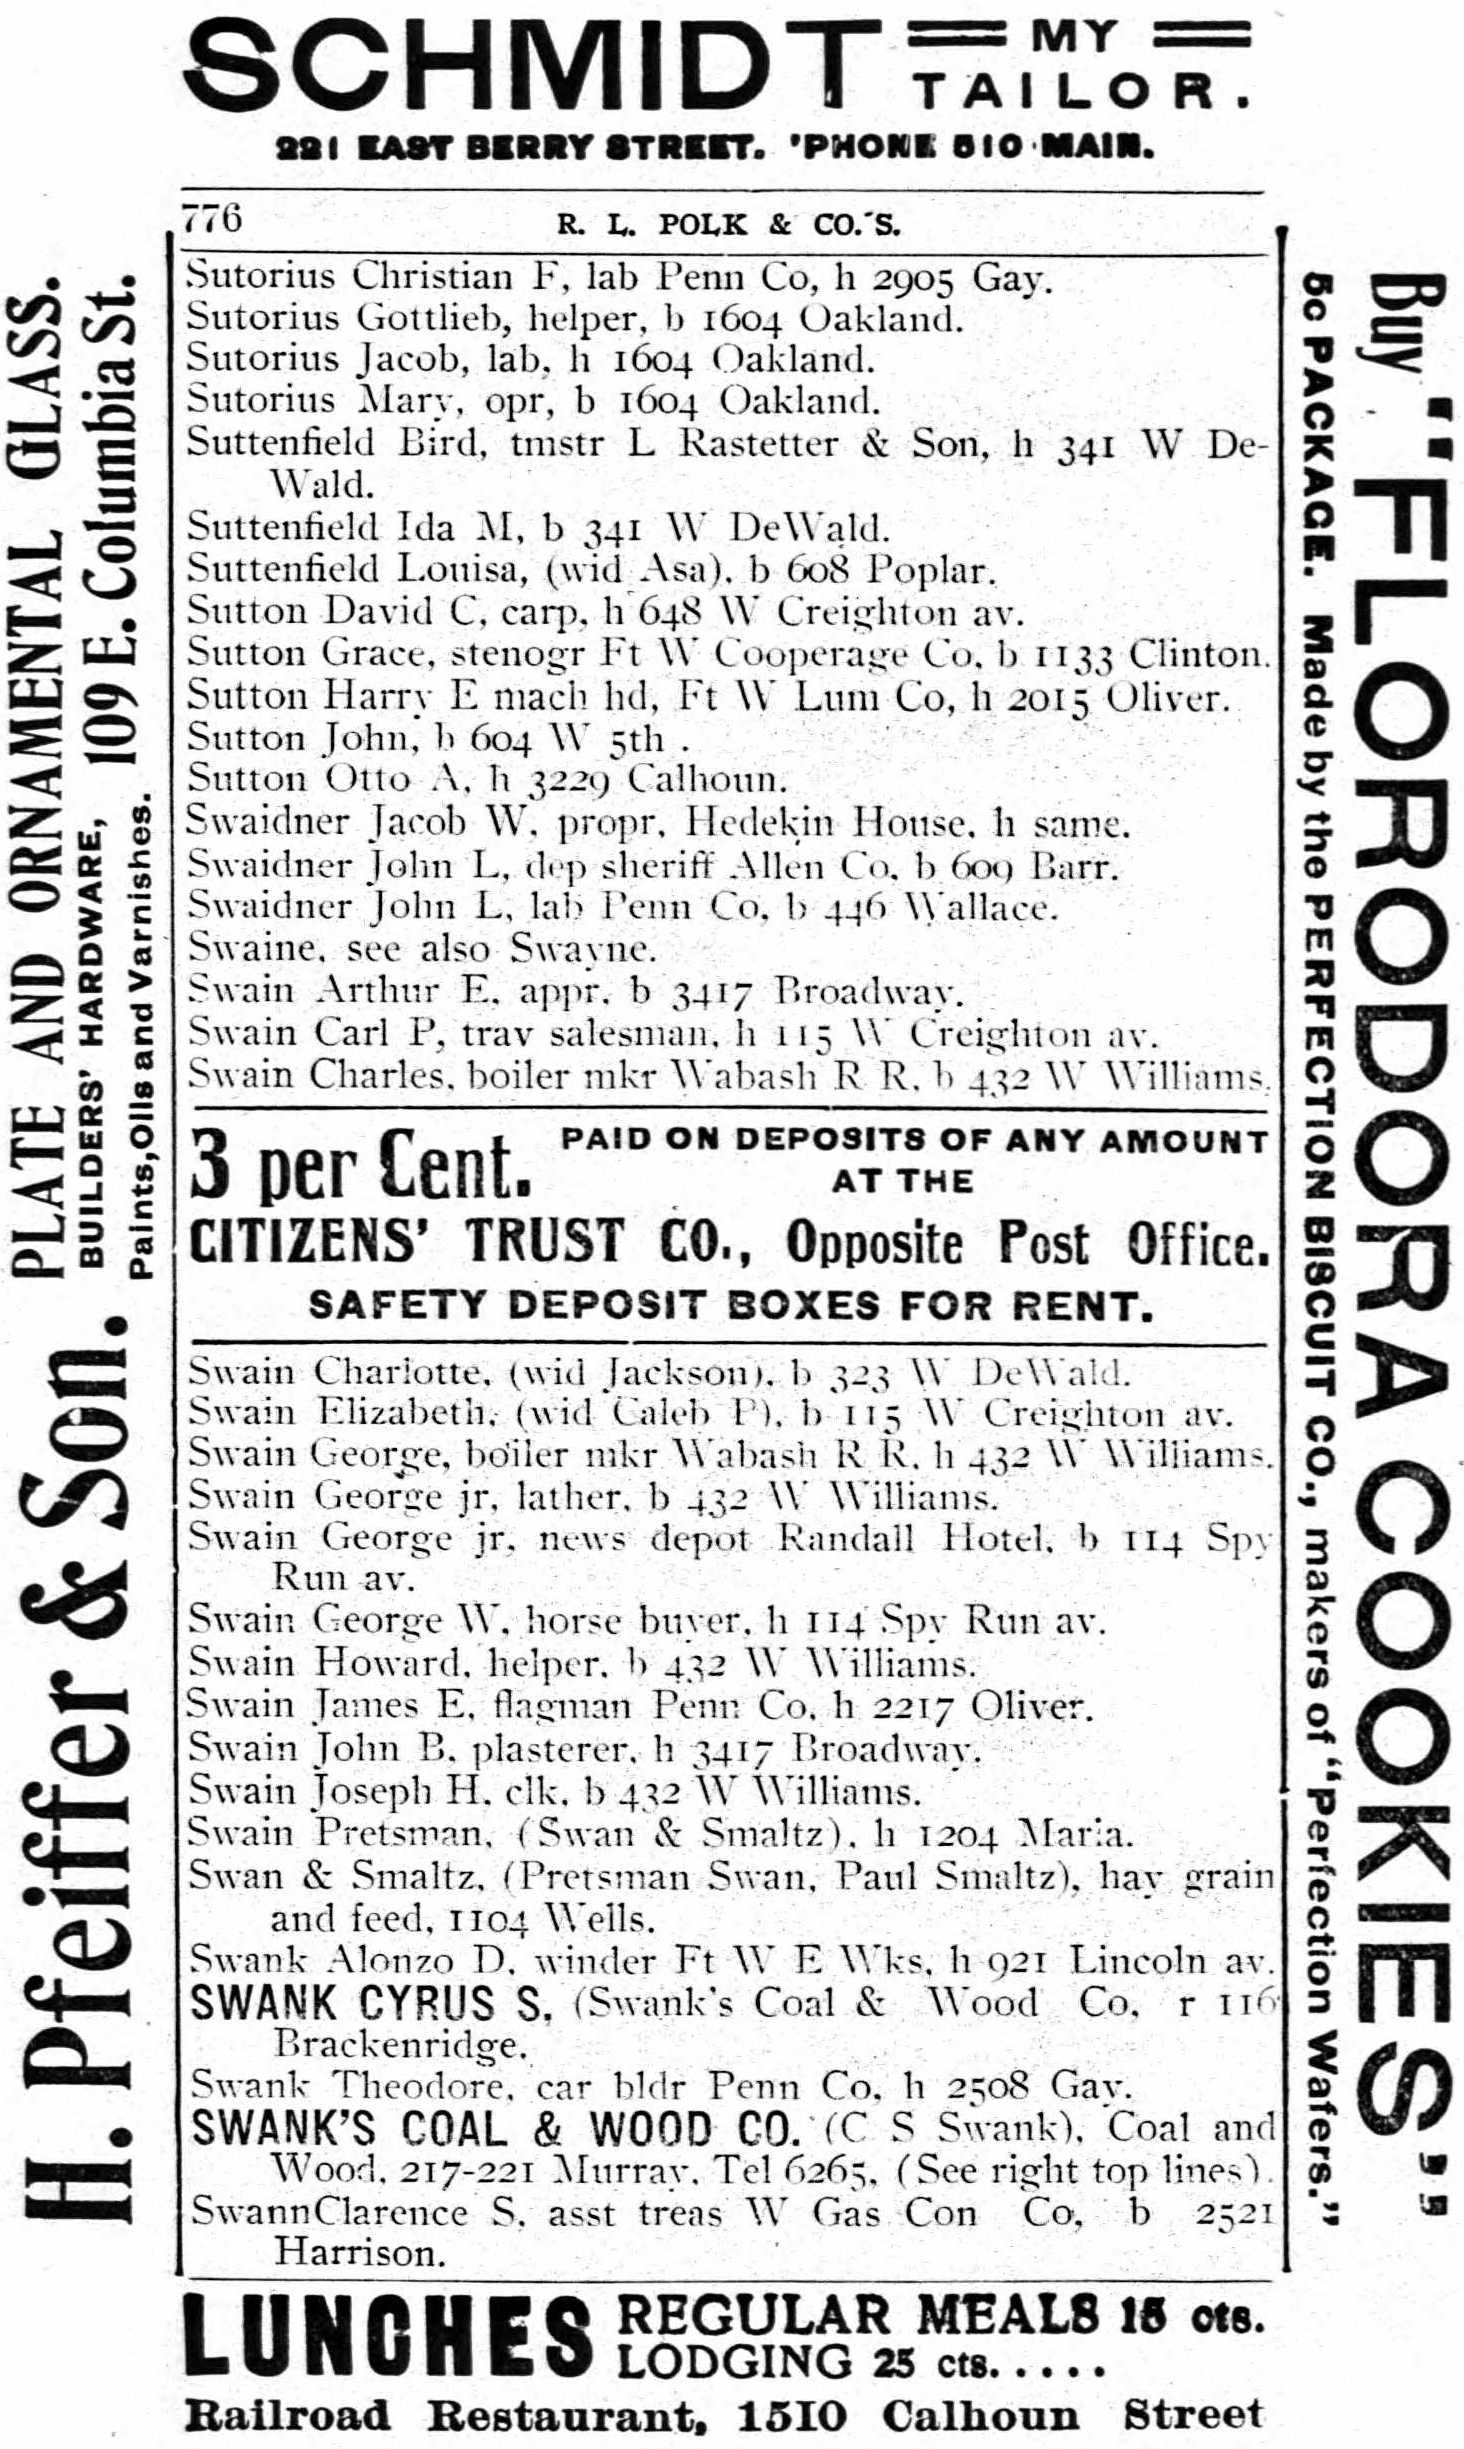 SCHMIDT MY TAILOR.
221 EAST BERRY STREET. 'PHONE 510 MAIN.
776 R. L. POLK & CO.'S.
Sutorius Christian F, lab Penn Co, h 2905 Gay.
Sutorius Gottlieb, helper, b 1604 Oakland.
Sutorius Jacob, lab, h 1604 Oakland.
Sutorius Mary, opr, b 1604 Oakland.
Suttenfield Bird, tmstr L Rastetter & Son, h 341 W De-
Wald.
Suttenfield Ida M, b 341 W DeWald.
Suttenfield Louisa, (wid Asa), b 608 Poplar.
Sutton David C, carp, h 648 W Creighton av.
Sutton Grace, stenogr Ft W Cooperage Co, b 1133 Clinton.
Sutton Harry E mach hd, Ft W Lum Co, h 2015 Oliver.
Sutton John, b 604 W 5th .
Sutton Otto A, h 3229 Calhoun.
Swaidner Jacob W, propr, Hedekin House, h same.
Swaidner John L, dep sheriff Allen Co, b 609 Barr.
Swaidner John L, lab Penn Co, b 446 Wallace.
Swaine, see also Swayne.
Swain Arthur E, appr, b 3417 Broadway.
Swain Carl P, trav salesman, h 115 W Creighton av.
Swain Charles, boiler mkr Wabash R R, b 432 W Williams.
3 per Cent. PAID ON DEPOSITS OF ANY AMOUNT
AT THE
CITIZENS' TRUST CO., Opposite Post Office.
SAFETY DEPOSIT BOXES FOR RENT.
Swain Charlotte, (wid Jackson), b 323 W DeWald.
Swain Elizabeth, (wid Caleb P), b 115 W Creighton av.
Swain George, boiler mkr Wabash R R, h 432 W Williams.
Swain George jr, lather, b 432 W Williams.
Swain George jr, news depot Randall Hotel, b 114 Spy
Run av.
Swain George W, horse buyer, h 114 Spy Run av.
Swain Howard, helper, b 432 W Williams.
Swain James E, flagman Penn Co, h 2217 Oliver.
Swain John B, plasterer, h 3417 Broadway.
Swain Joseph H, clk, b 432 W Williams.
Swain Pretsman, (Swan & Smaltz), h 1204 Maria.
Swan & Smaltz, (Pretsman Swan, Paul Smaltz), hay grain
and feed, 1104 Wells.
Swank Alonzo D, winder Ft W E Wks, h 921 Lincoln av.
SWANK CYRUS S, (Swank's Coal & Wood Co, r 116
Brackenridge.
Swank Theodore, car bldr Penn Co, h 2508 Gay.
SWANK'S COAL & WOOD CO. (C S Swank), Coal and
Wood, 217-221 Murray, Tel 6265, (See right top lines).
SwannClarence S, asst treas W Gas Con Co, b 2521
Harrison.
LUNCHES REGULAR MEALS 15 cts.
LODGING 25 cts.....
Railroad Restaurant, 1510 Calhoun Street
H. Pfeiffer & Son.
PLATE AND ORNAMENTAL GLASS.
BUILDERS' HARDWARE, 109 E. Columbia St.
Paints, Oils and Varnishes.
Buy "FLORODORA COOKIES"
5c PACKAGE. Made by the PERFECTION BISCUIT CO., makers of "Perfection Wafers."